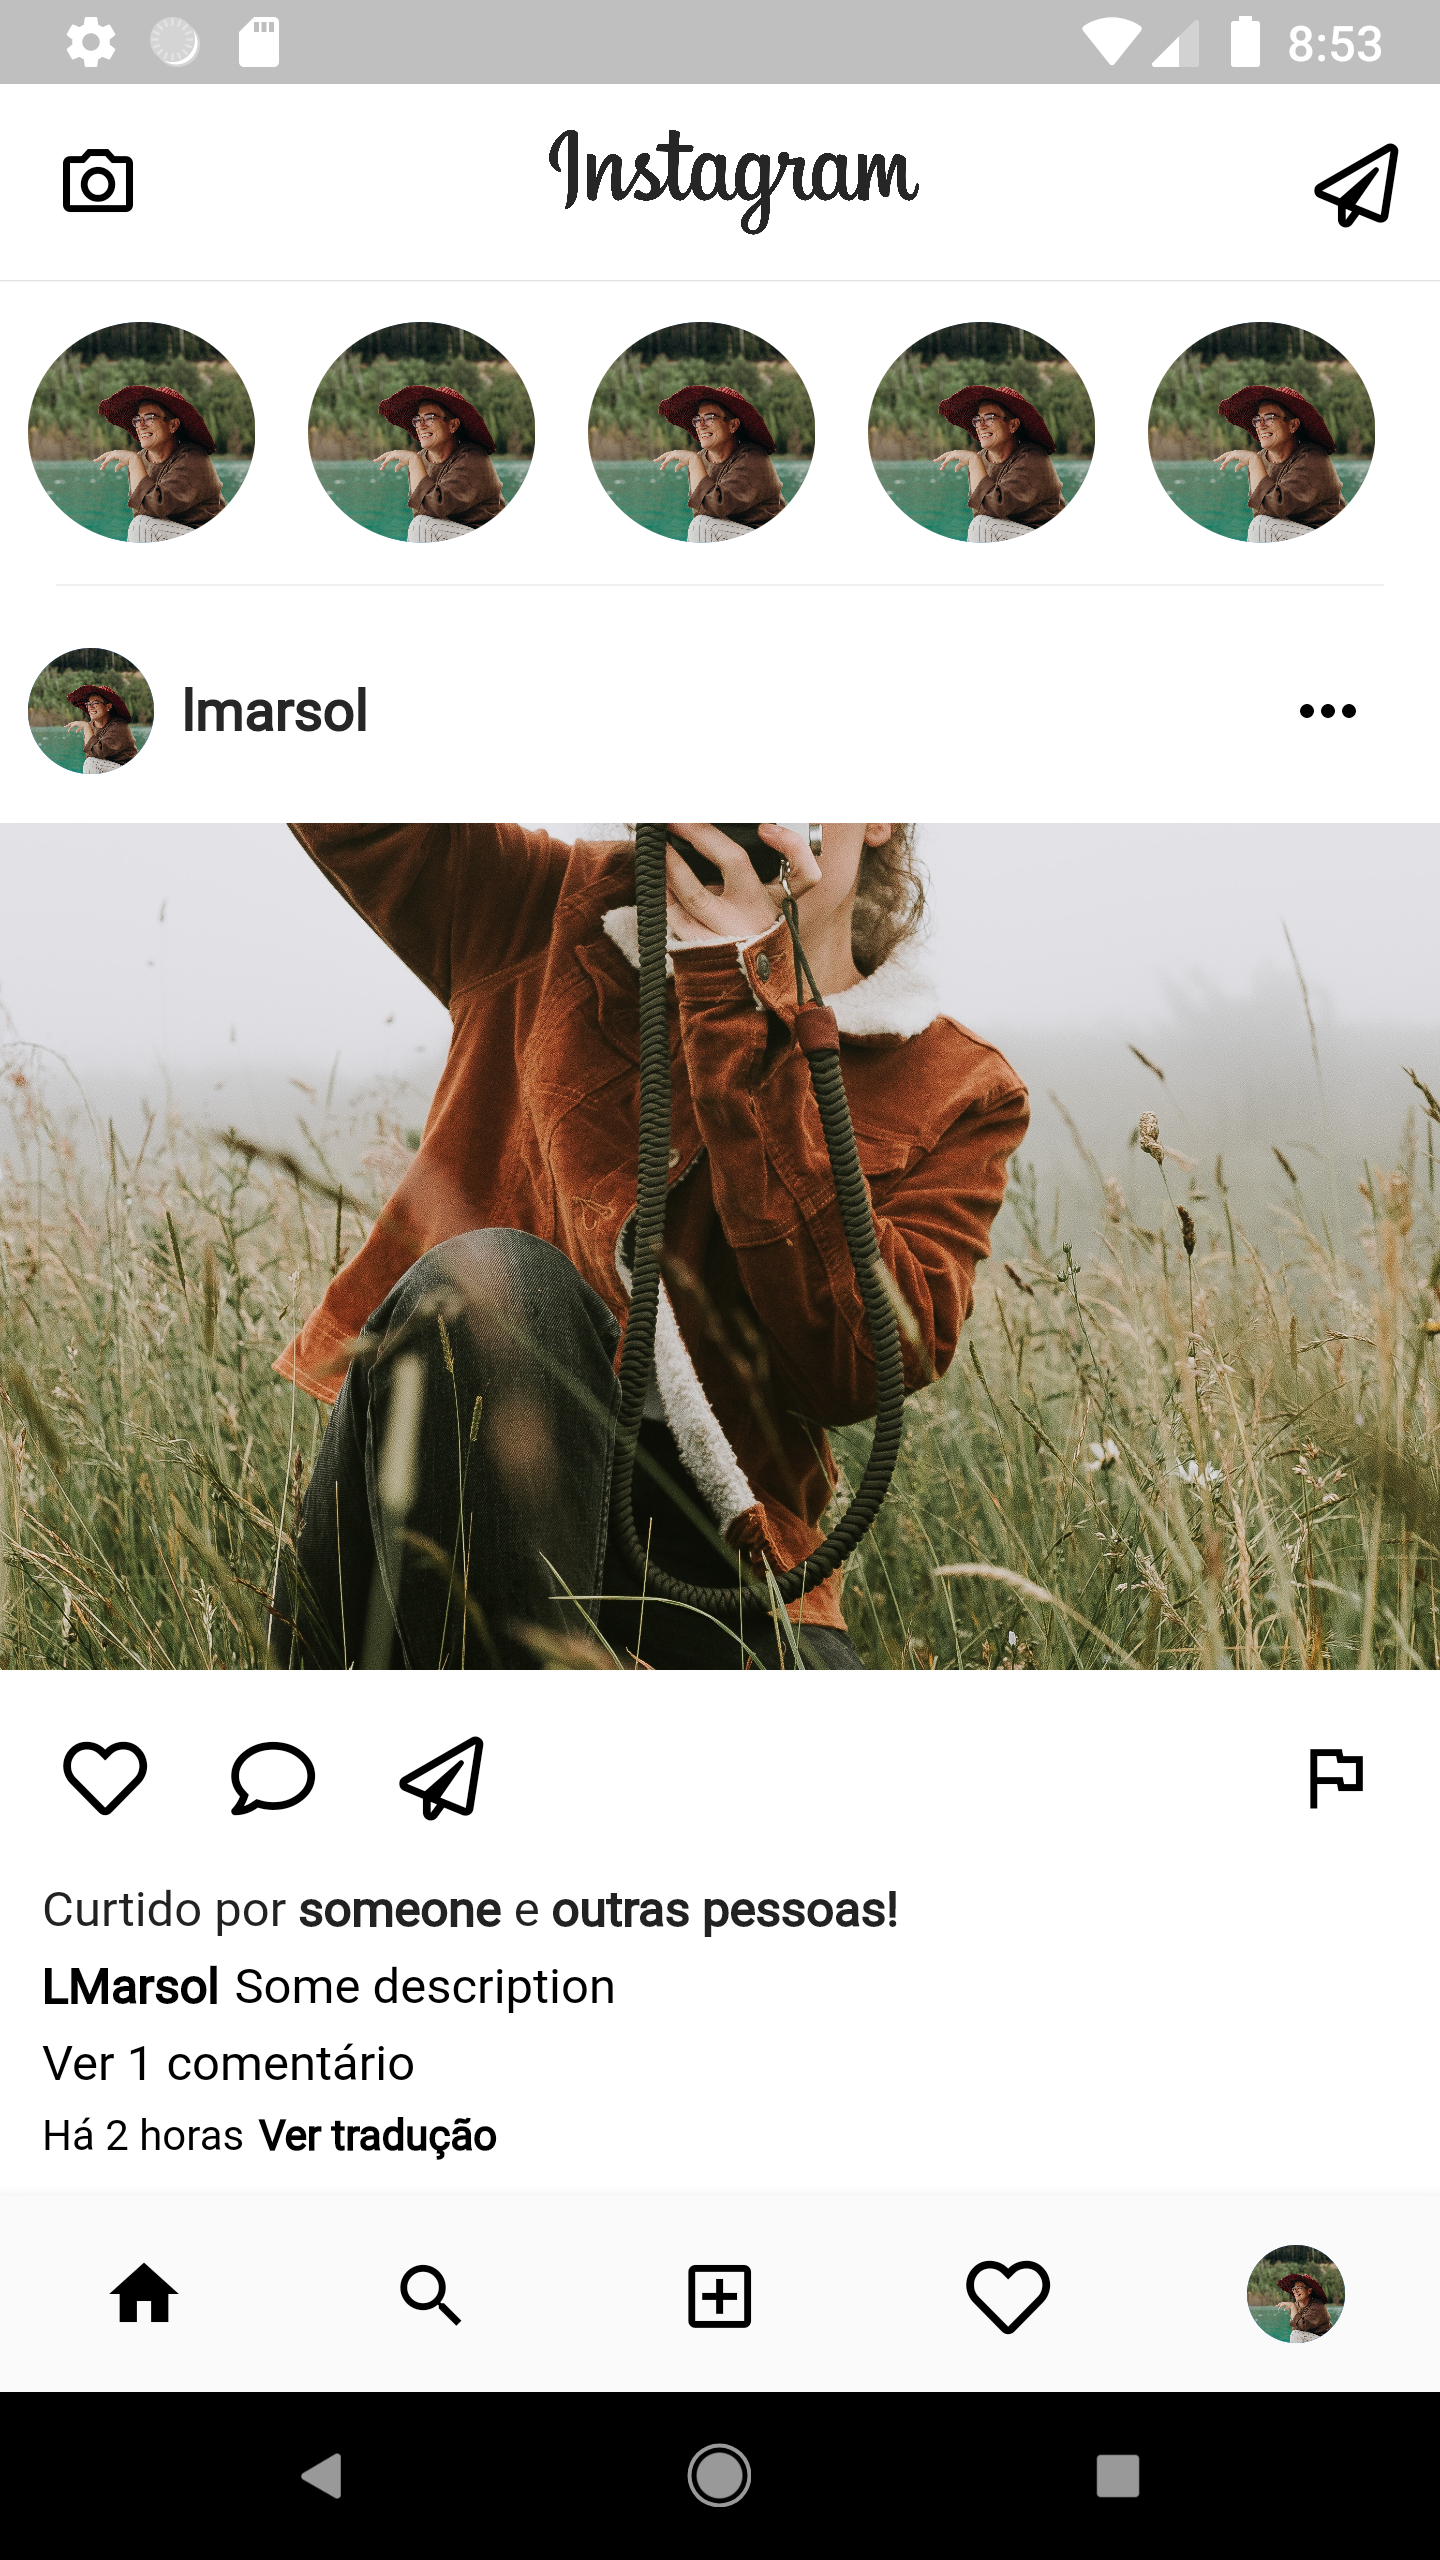 8:53
Instagram
lmarsol
Curtido por someone e outras pessoas!
LMarsol Some description
Ver 1 comentário
Há 2 horas Ver tradução